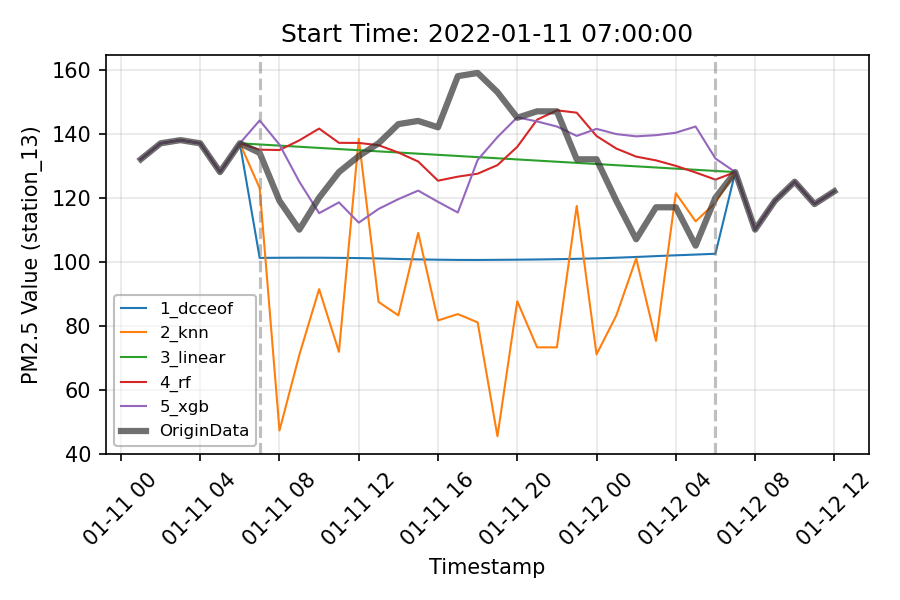 Start Time: 2022-01-11 07:00:00
PM2.5 Value (station_13)
160
140
120
100
80
60
40
1_dcceof
2_knn
3_linear
4_rf
5_xgb
OriginData
01-11 00
01-11 04
01-11 08
01-11 12
01-11 16
01-11 20
01-12 00
01-12 04
01-12 08
01-12 12
Timestamp